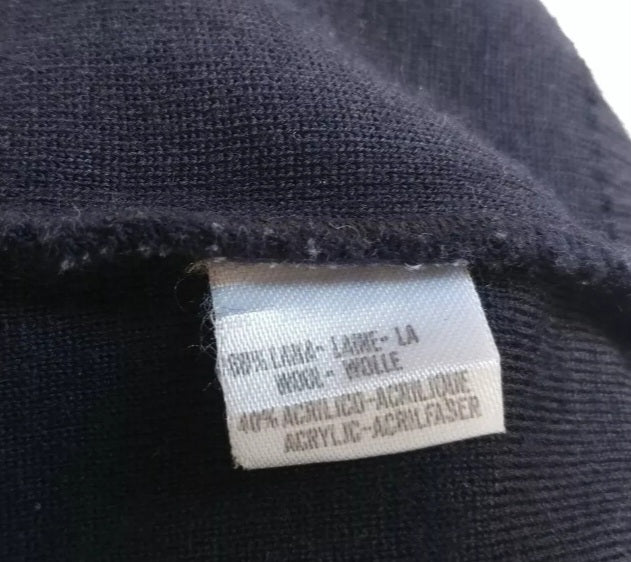 60% LANA- LAINE- LA
WOOL- WOLLE
40% ACRILICO-ACRILIQUE
ACRYLIC-ACRILFASER